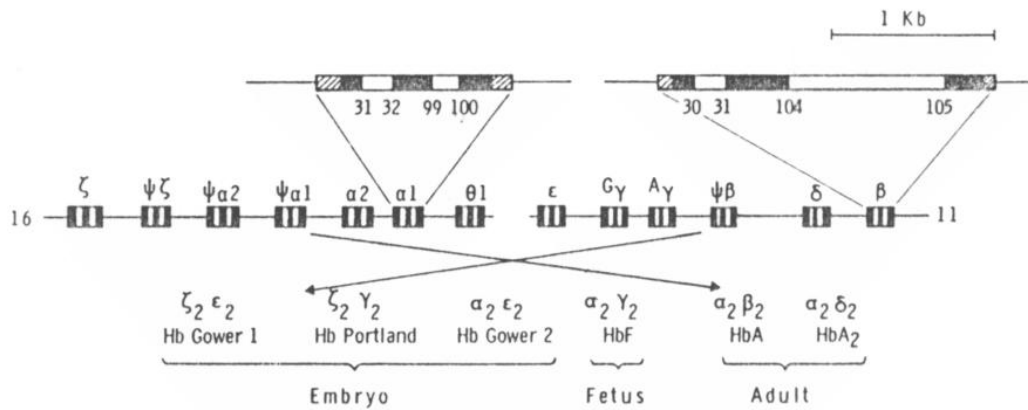 1 Kb
31 32 99 100 30 31 104 105
ζ ψζ ψα2 ψα1 α2 α1 θ1 ε Gγ Aγ ψβ δ β
16 11
ζ₂ ε₂ ζ₂ γ₂ α₂ ε₂ α₂ γ₂ α₂ β₂ α₂ δ₂
Hb Gower 1 Hb Portland Hb Gower 2 HbF HbA HbA₂
Embryo Fetus Adult